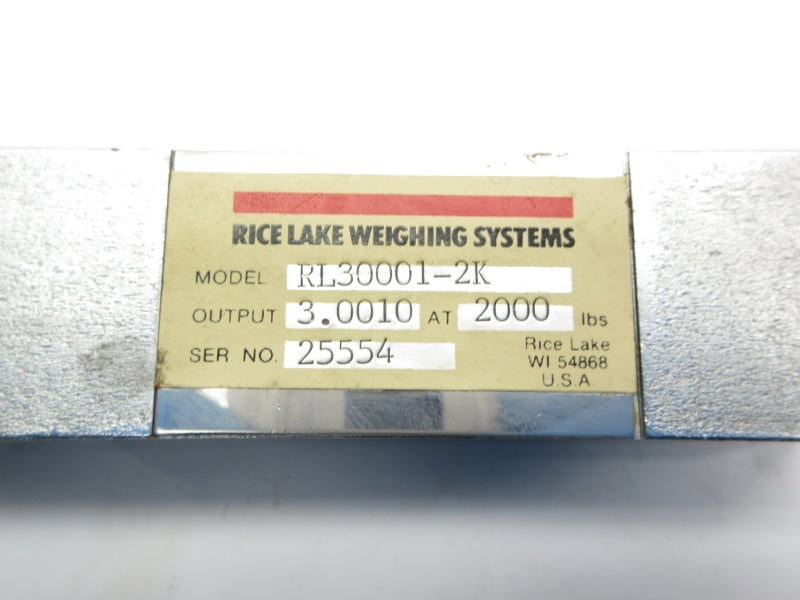 RICE LAKE WEIGHING SYSTEMS
MODEL RL30001-2K
OUTPUT 3.0010 AT 2000 lbs
SER. NO. 25554
Rice Lake
WI 54868
U.S.A.